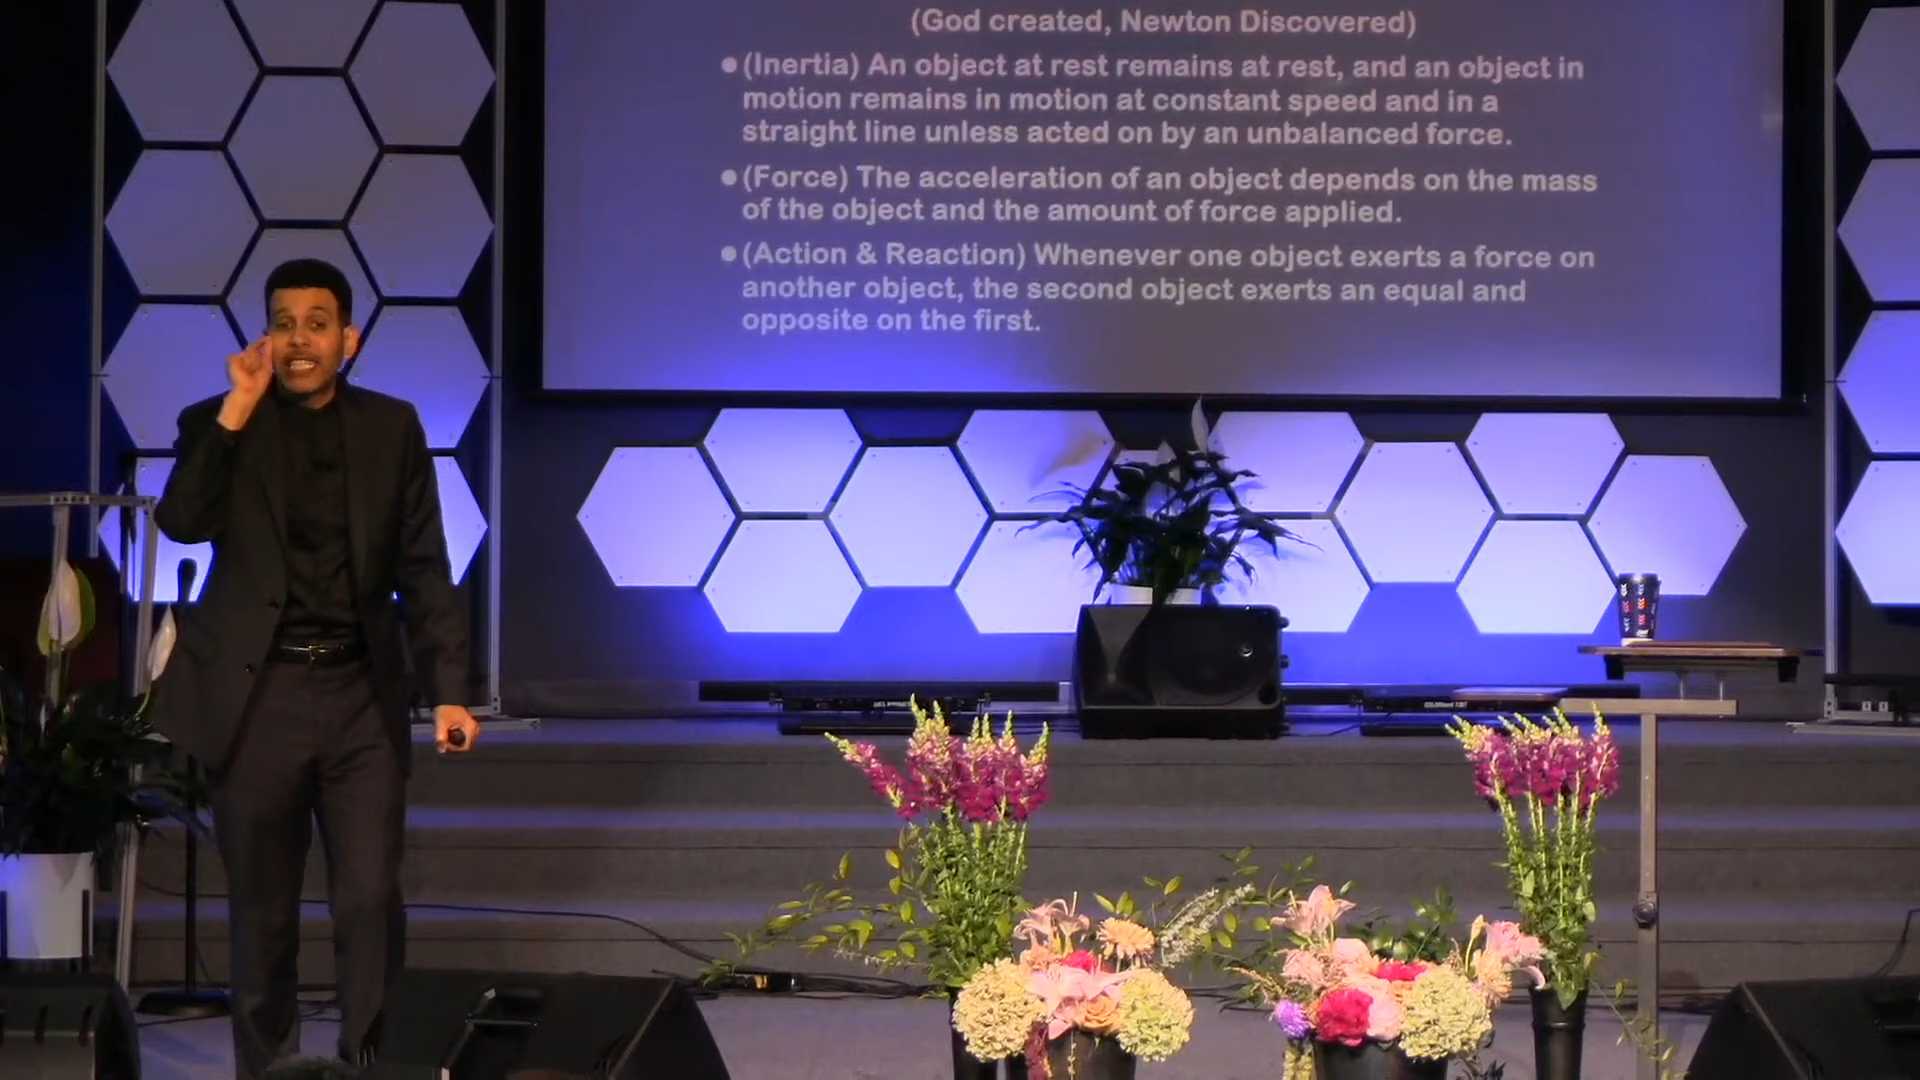 (God created, Newton Discovered)
● (Inertia) An object at rest remains at rest, and an object in
motion remains in motion at constant speed and in a
straight line unless acted on by an unbalanced force.
● (Force) The acceleration of an object depends on the mass
of the object and the amount of force applied.
● (Action & Reaction) Whenever one object exerts a force on
another object, the second object exerts an equal and
opposite on the first.